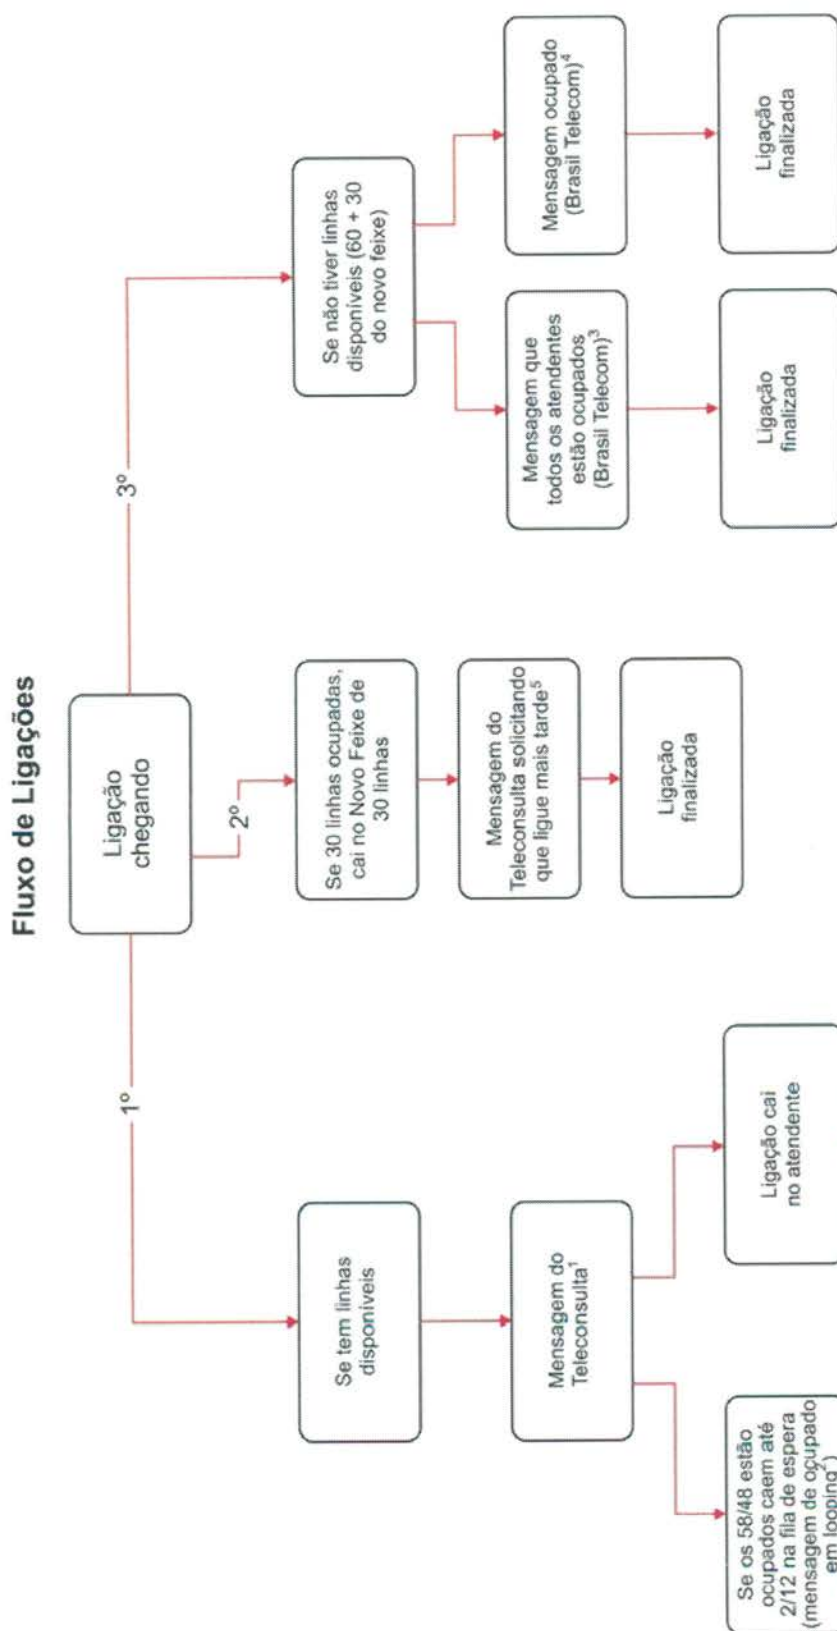 Fluxo de Ligações
Ligação
chegando
1º
2º
3º
Se tem linhas
disponíveis
Mensagem do
Teleconsulta¹
Se os 58/48 estão
ocupados caem até
2/12 na fila de espera
(mensagem de ocupado
em looping²)
Ligação cai
no atendente
Se 30 linhas ocupadas,
cai no Novo Feixe de
30 linhas
Mensagem do
Teleconsulta solicitando
que ligue mais tarde⁵
Ligação
finalizada
Se não tiver linhas
disponíveis (60 + 30
do novo feixe)
Mensagem que
todos os atendentes
estão ocupados
(Brasil Telecom)³
Ligação
finalizada
Mensagem ocupado
(Brasil Telecom)⁴
Ligação
finalizada